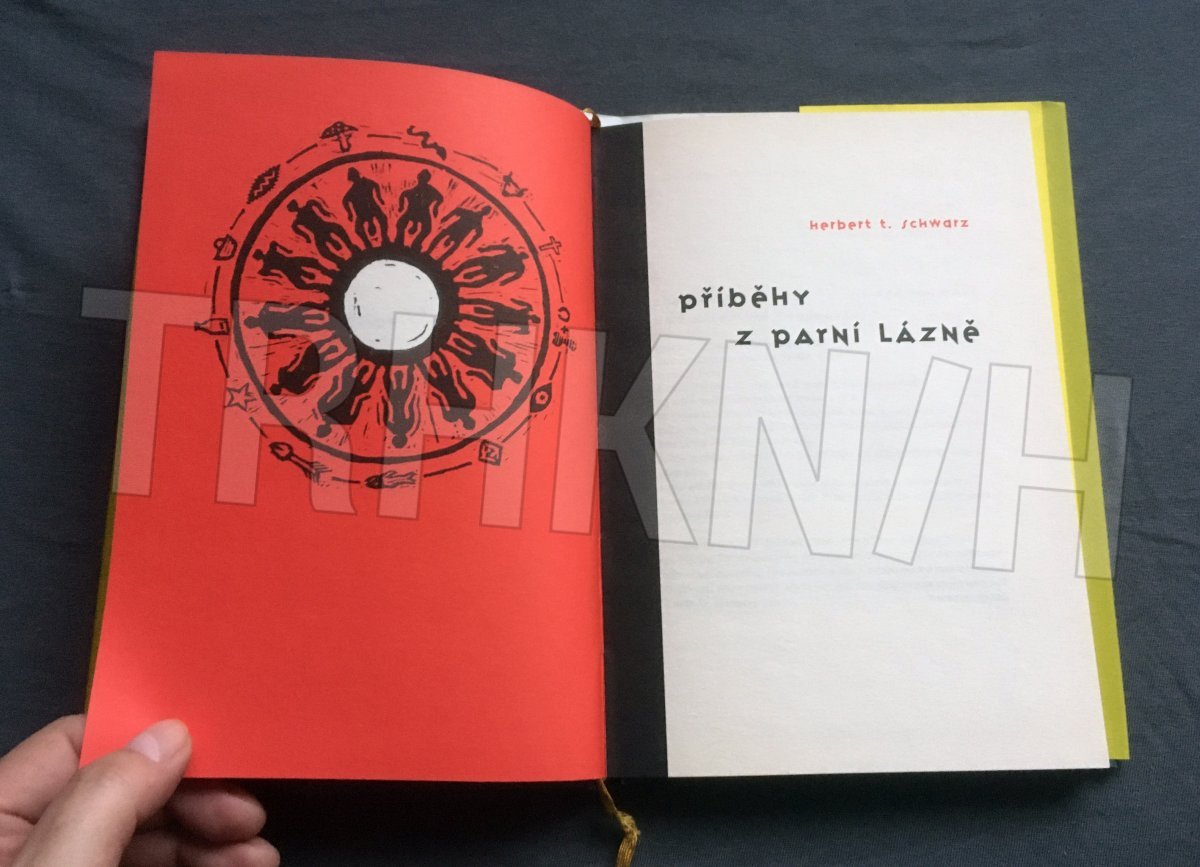 herbert t. schwarz
příběhy
z parní lázně
TRHKNIH